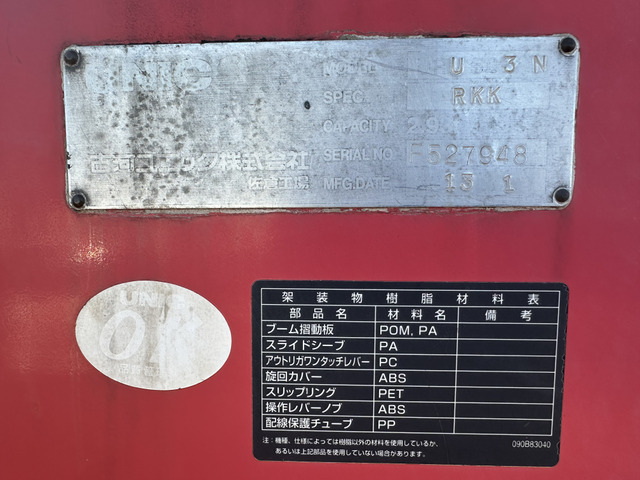 UNIC
MODEL U 3 N
SPEC. RKK
CAPACITY 2.9
古河ロック株式会社 SERIAL NO F527948
佐倉工場 MFG.DATE 13 1
UNIC
架装物樹脂材料表
部品名 材料名 備考
ブーム摺動板 POM, PA
スライドシーブ PA
アウトリガワンタッチレバー PC
旋回カバー ABS
スリップリング PET
操作レバーノブ ABS
配線保護チューブ PP
注：機種、仕様によっては樹脂以外の材料を使用しているか、
あるいは上記部品を使用していない場合があります。
090B83040